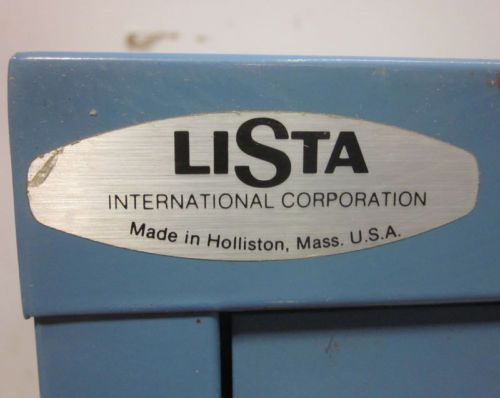 LISTA
INTERNATIONAL CORPORATION
Made in Holliston, Mass. U.S.A.